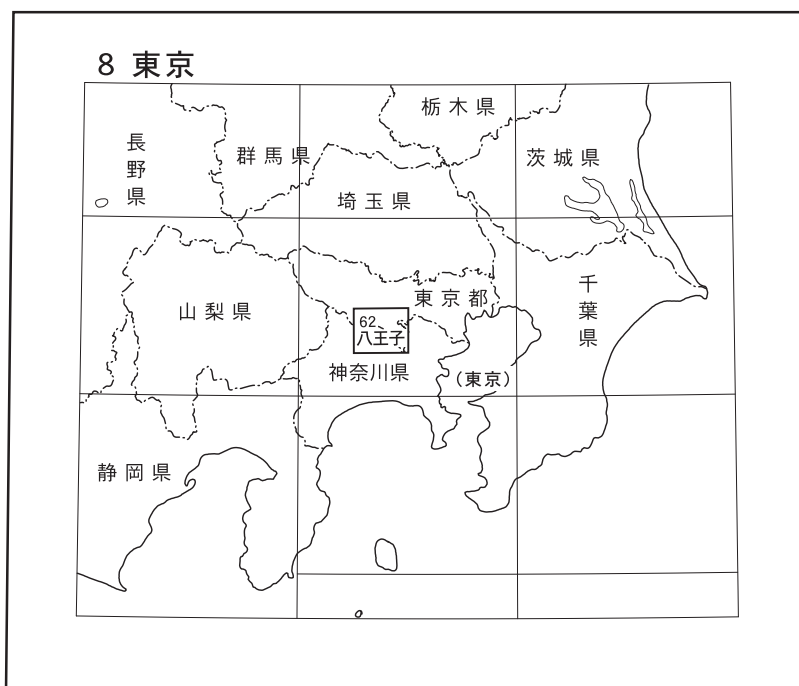 8 東京
栃木県
長野県
群馬県
茨城県
埼玉県
千葉県
東京都
山梨県
62
八王子
神奈川県
(東京)
静岡県